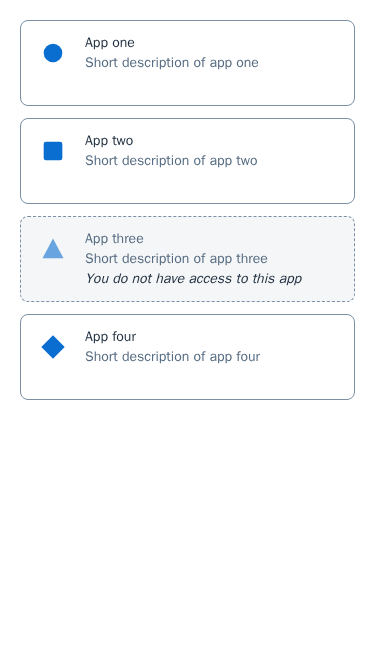 App one
Short description of app one
App two
Short description of app two
App three
Short description of app three
You do not have access to this app
App four
Short description of app four